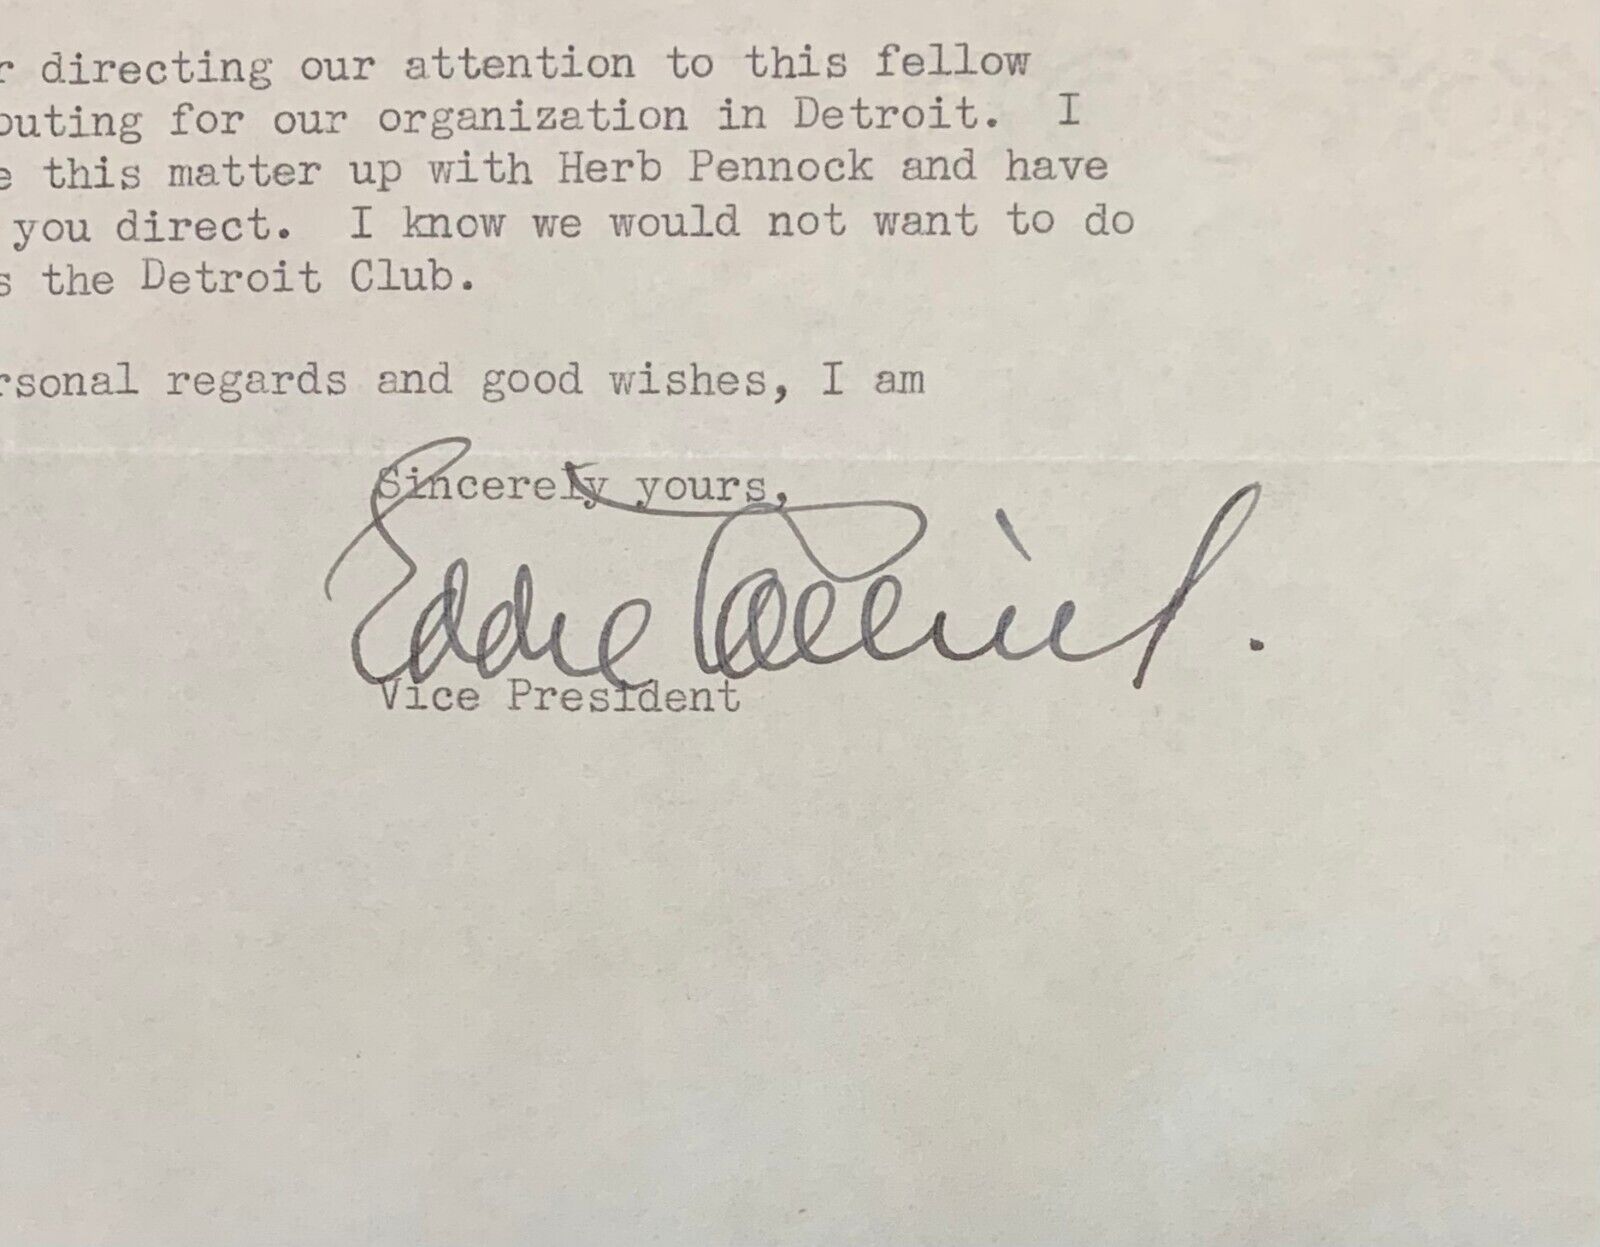 r directing our attention to this fellow
outing for our organization in Detroit. I
e this matter up with Herb Pennock and have
you direct. I know we would not want to do
s the Detroit Club.
rsonal regards and good wishes, I am
Sincerely yours,
Eddie Collins.
Vice President